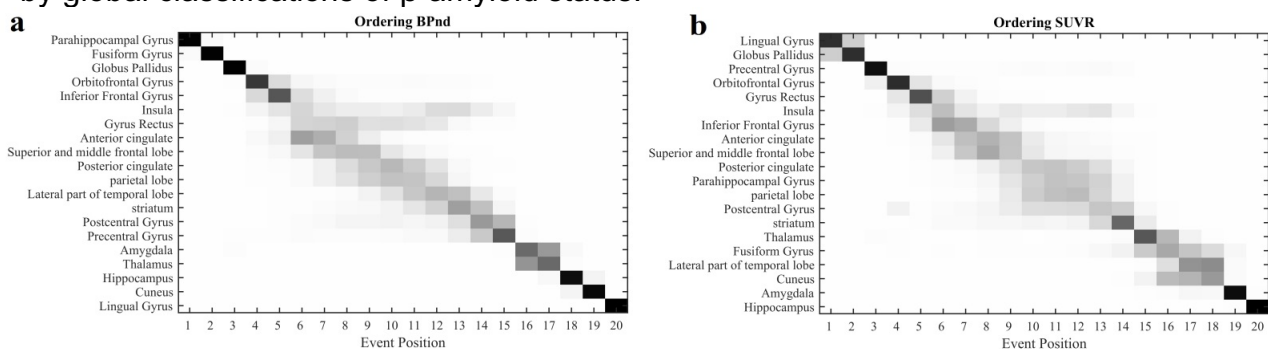 by global classifications of β-amyloid status.
a
Ordering BPnd
Parahippocampal Gyrus
Fusiform Gyrus
Globus Pallidus
Orbitofrontal Gyrus
Inferior Frontal Gyrus
Insula
Gyrus Rectus
Anterior cingulate
Superior and middle frontal lobe
Posterior cingulate
parietal lobe
Lateral part of temporal lobe
striatum
Postcentral Gyrus
Precentral Gyrus
Amygdala
Thalamus
Hippocampus
Cuneus
Lingual Gyrus
1 2 3 4 5 6 7 8 9 10 11 12 13 14 15 16 17 18 19 20
Event Position
b
Ordering SUVR
Lingual Gyrus
Globus Pallidus
Precentral Gyrus
Orbitofrontal Gyrus
Gyrus Rectus
Insula
Inferior Frontal Gyrus
Anterior cingulate
Superior and middle frontal lobe
Posterior cingulate
Parahippocampal Gyrus
parietal lobe
Postcentral Gyrus
striatum
Thalamus
Fusiform Gyrus
Lateral part of temporal lobe
Cuneus
Amygdala
Hippocampus
1 2 3 4 5 6 7 8 9 10 11 12 13 14 15 16 17 18 19 20
Event Position